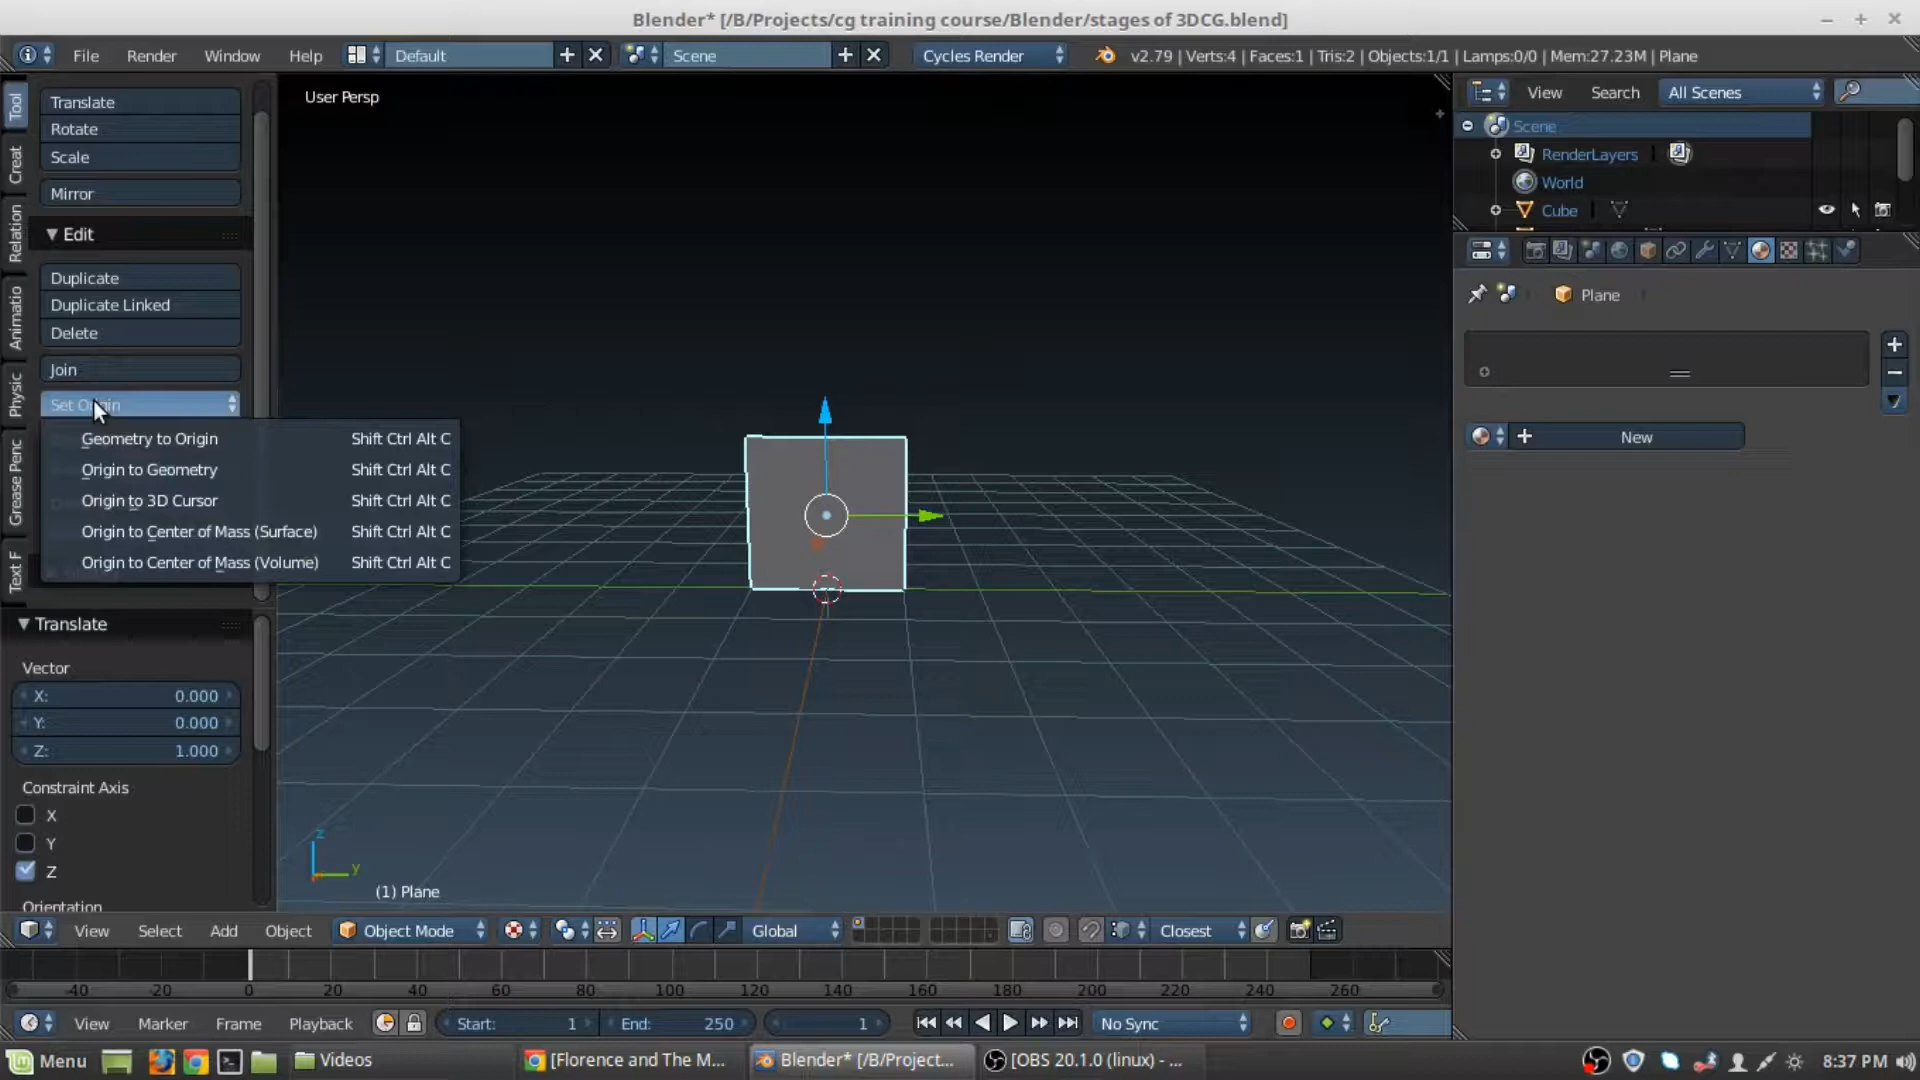 Blender* [/B/Projects/cg training course/Blender/stages of 3DCG.blend]
File Render Window Help Default Scene Cycles Render v2.79 | Verts:4 | Faces:1 | Tris:2 | Objects:1/1 | Lamps:0/0 | Mem:27.23M | Plane
Tool
Creat
Relation
Animatio
Physic
Grease Penc
Text F
Translate
Rotate
Scale
Mirror
Edit
Duplicate
Duplicate Linked
Delete
Join
Set Origin
Geometry to Origin Shift Ctrl Alt C
Origin to Geometry Shift Ctrl Alt C
Origin to 3D Cursor Shift Ctrl Alt C
Origin to Center of Mass (Surface) Shift Ctrl Alt C
Origin to Center of Mass (Volume) Shift Ctrl Alt C
Translate
Vector
X: 0.000
Y: 0.000
Z: 1.000
Constraint Axis
X
Y
Z
Orientation
User Persp
z
y
(1) Plane
View Search All Scenes
Scene
RenderLayers
World
Cube
Plane
New
View Select Add Object Object Mode Global Closest
-40 -20 0 20 40 60 80 100 120 140 160 180 200 220 240 260
View Marker Frame Playback Start: 1 End: 250 1 No Sync
Menu Videos [Florence and The M... Blender* [/B/Project... [OBS 20.1.0 (linux) - ... 8:37 PM